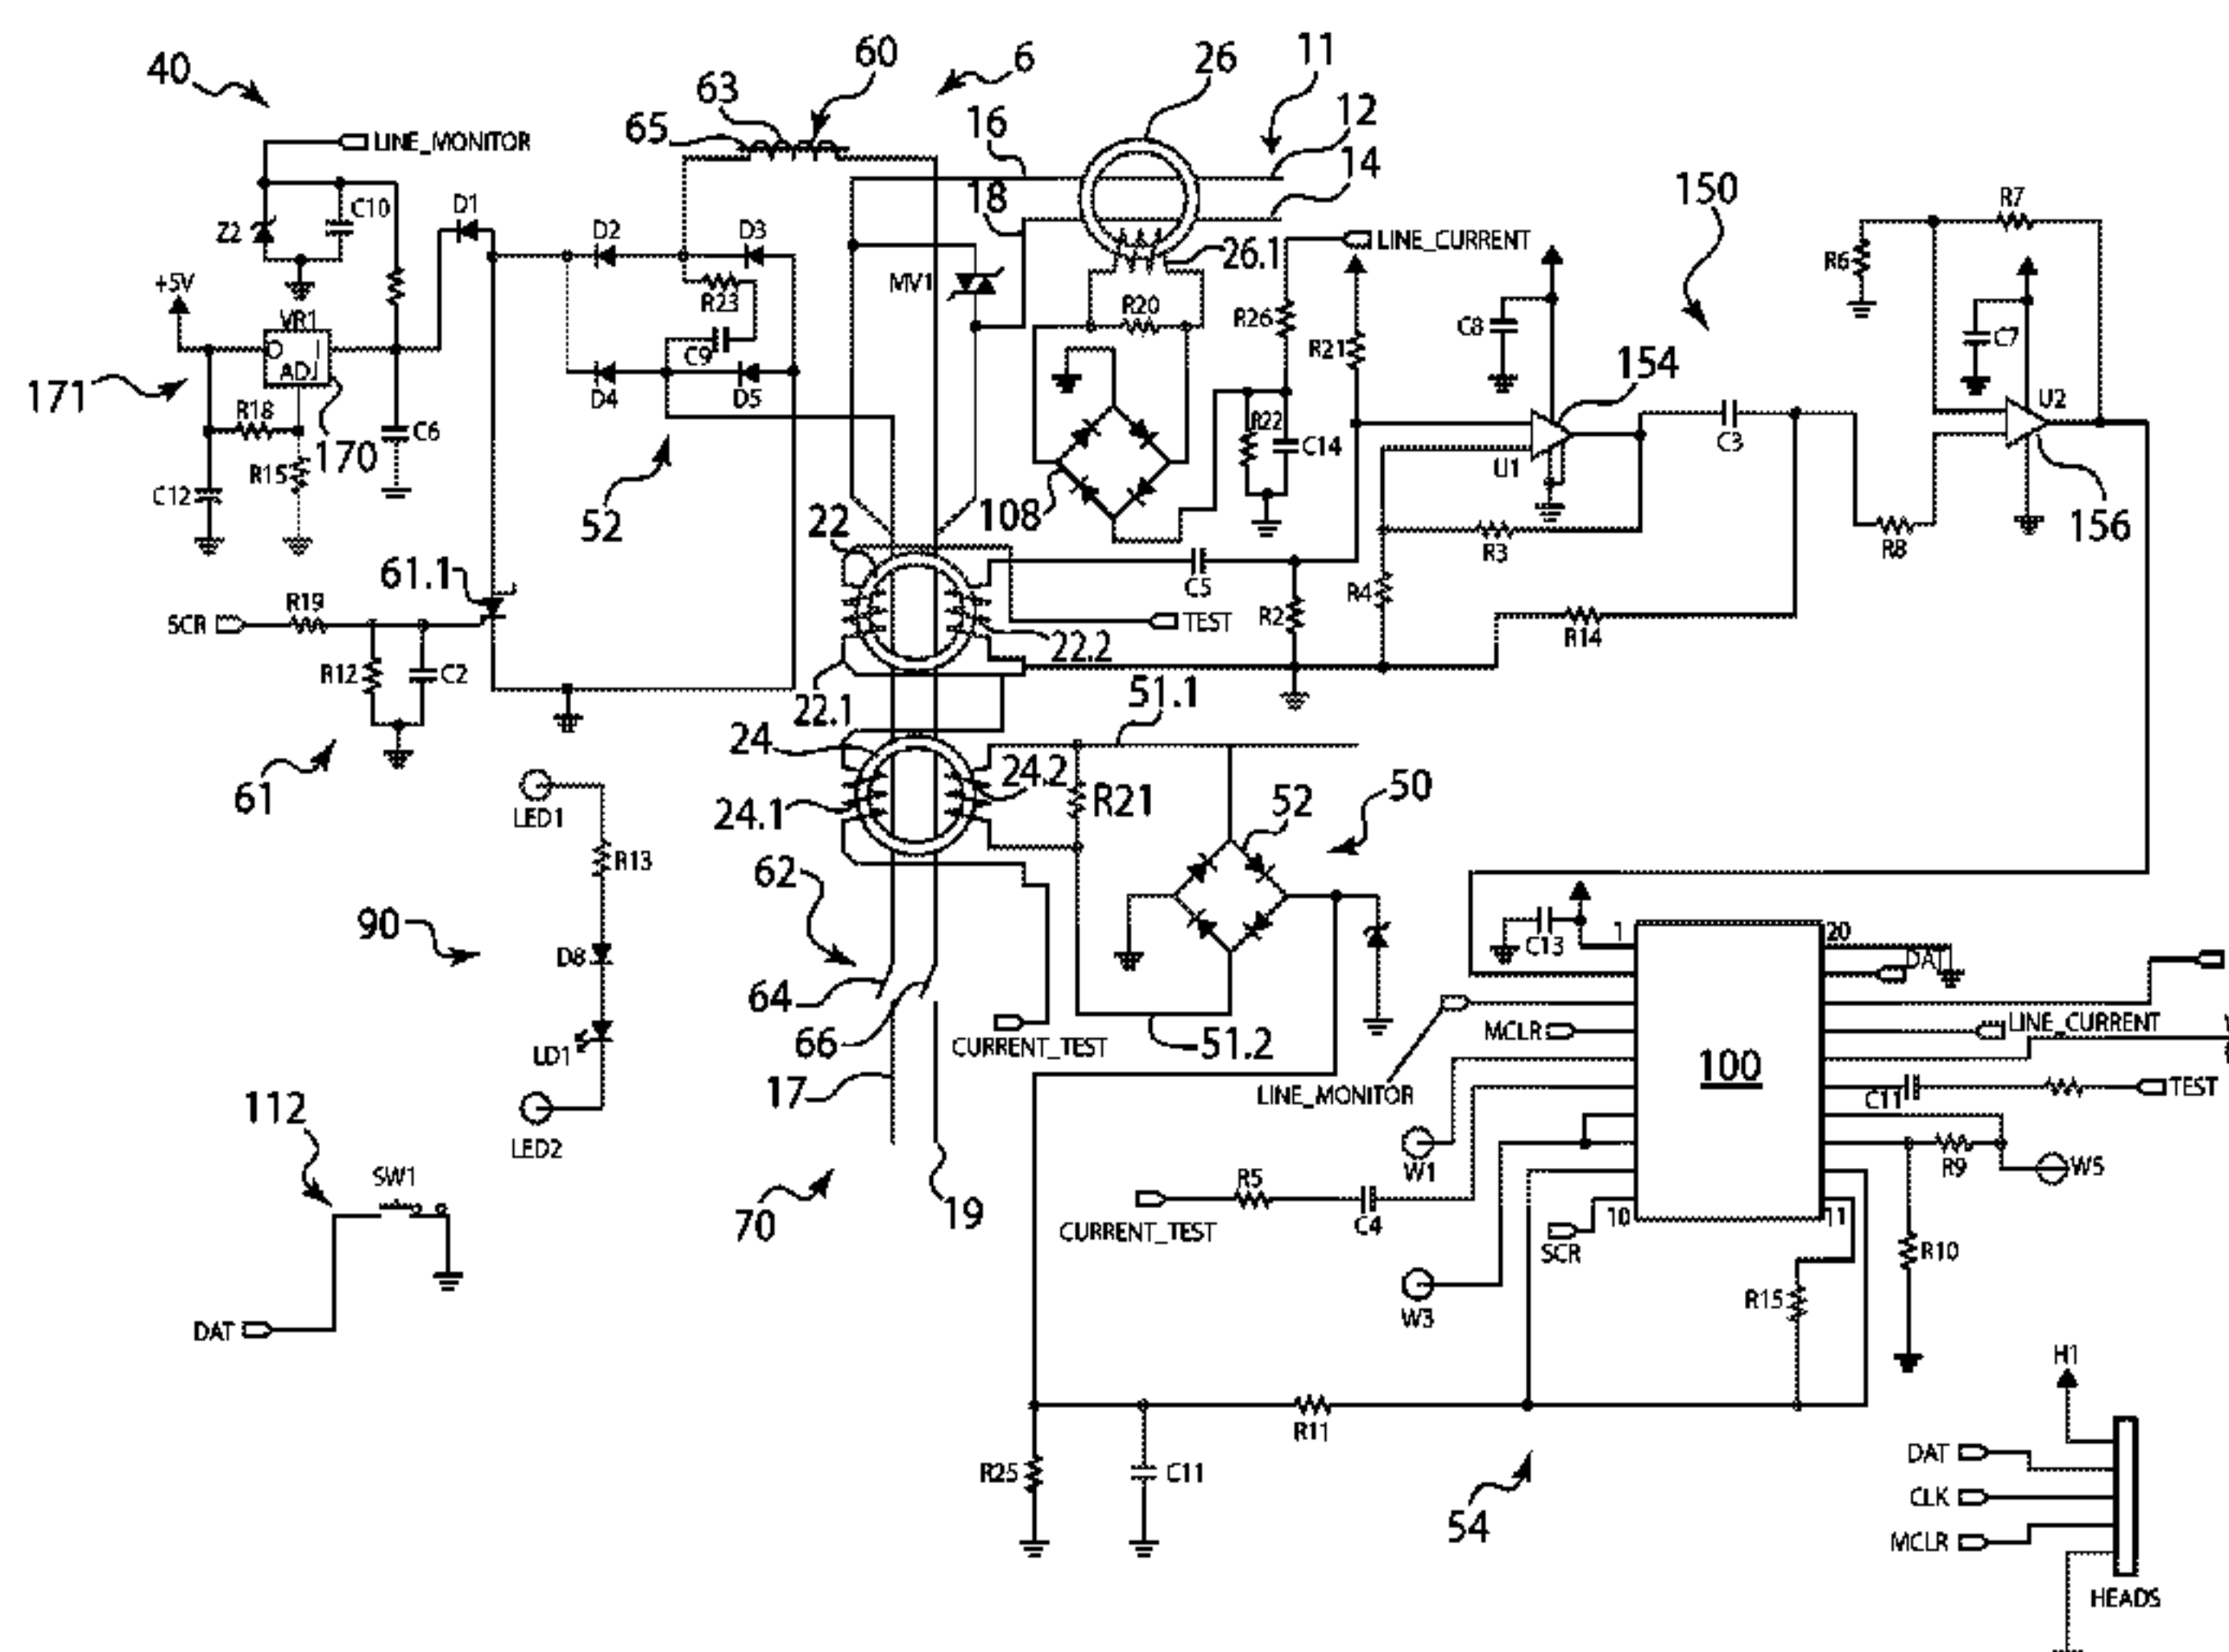 40
LINE_MONITOR
63
60
6
26
11
65
16
12
18
14
Z2
C10
D1
D2
D3
150
R7
+5V
VR1
O I
ADJ
R23
C9
MV1
26.1
LINE_CURRENT
R20
R26
R21
C8
154
R6
C7
U2
171
R18
170
C6
D4
D5
R22
C14
U1
C3
C12
R15
52
108
156
22
R3
R8
61.1
SCR
R19
C5
R4
TEST
R2
R14
R12
C2
22.2
22.1
51.1
61
24
24.2
R21
52
50
24.1
LED1
R13
62
90
D8
1
20
C13
DAT
64
LD1
66
CURRENT_TEST
51.2
MCLR
LINE_CURRENT
100
LINE_MONITOR
C11
TEST
17
112
LED2
W1
R9
W5
SW1
70
19
R5
C4
CURRENT_TEST
10
11
SCR
R10
W3
R15
DAT
H1
R11
R25
C11
54
DAT
CLK
MCLR
HEADS